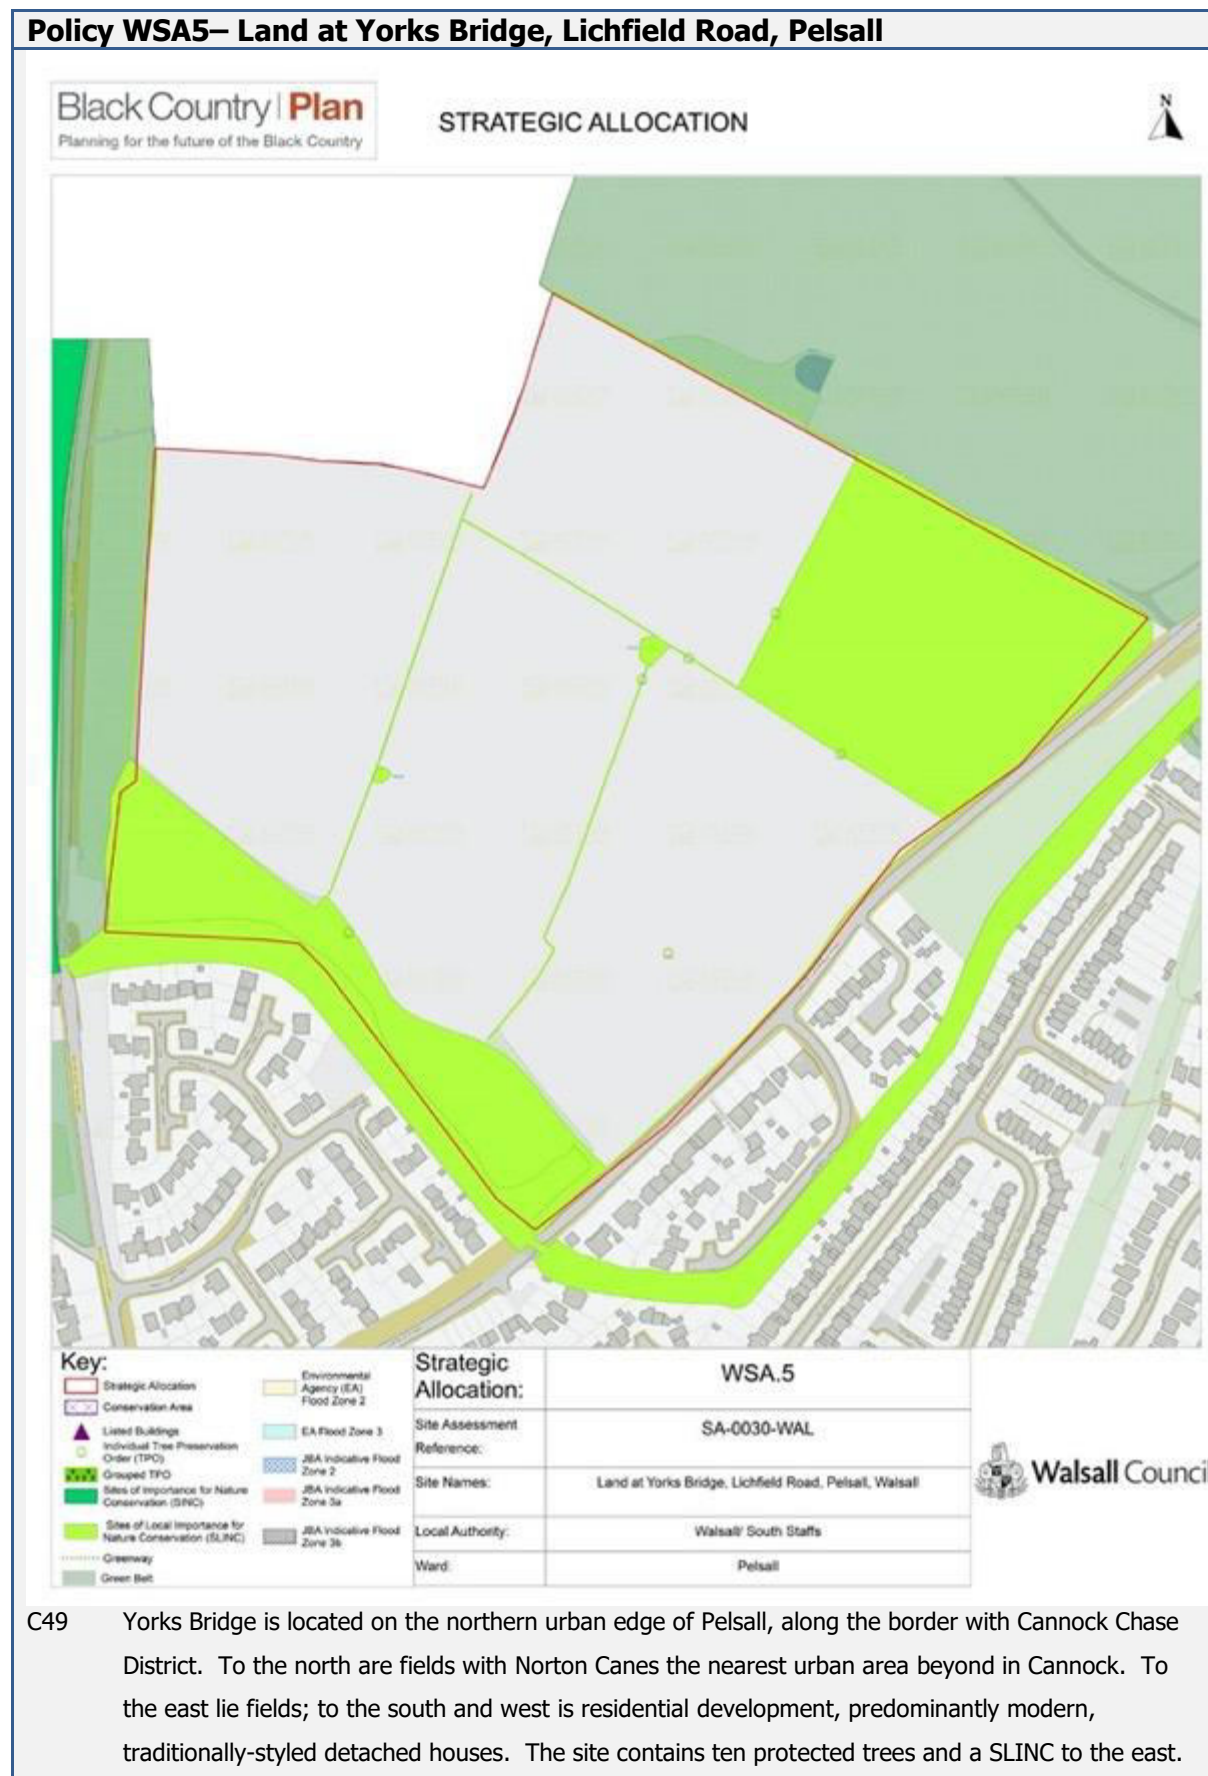 Policy WSA5– Land at Yorks Bridge, Lichfield Road, Pelsall
Black Country | Plan
Planning for the future of the Black Country
STRATEGIC ALLOCATION
N
Key:
Strategic Allocation
Conservation Area
Listed Buildings
Individual Tree Preservation
Order (TPO)
Grouped TPO
Sites of Importance for Nature
Conservation (SINC)
Sites of Local Importance for
Nature Conservation (SLINC)
Greenway
Green Belt
Environmental
Agency (EA)
Flood Zone 2
EA Flood Zone 3
JBA Indicative Flood
Zone 2
JBA Indicative Flood
Zone 3a
JBA Indicative Flood
Zone 3b
Strategic
Allocation:
WSA.5
Site Assessment
Reference:
SA-0030-WAL
Site Names:
Land at Yorks Bridge, Lichfield Road, Pelsall, Walsall
Local Authority:
Walsall/ South Staffs
Ward:
Pelsall
Walsall Counci
C49 Yorks Bridge is located on the northern urban edge of Pelsall, along the border with Cannock Chase
District. To the north are fields with Norton Canes the nearest urban area beyond in Cannock. To
the east lie fields; to the south and west is residential development, predominantly modern,
traditionally-styled detached houses. The site contains ten protected trees and a SLINC to the east.